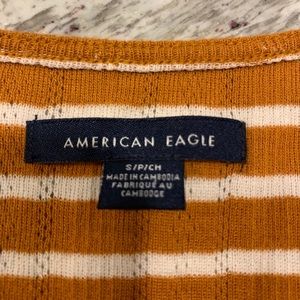 AMERICAN EAGLE
S/P/CH
MADE IN CAMBODIA
FABRIQUÉ AU
CAMBODGE